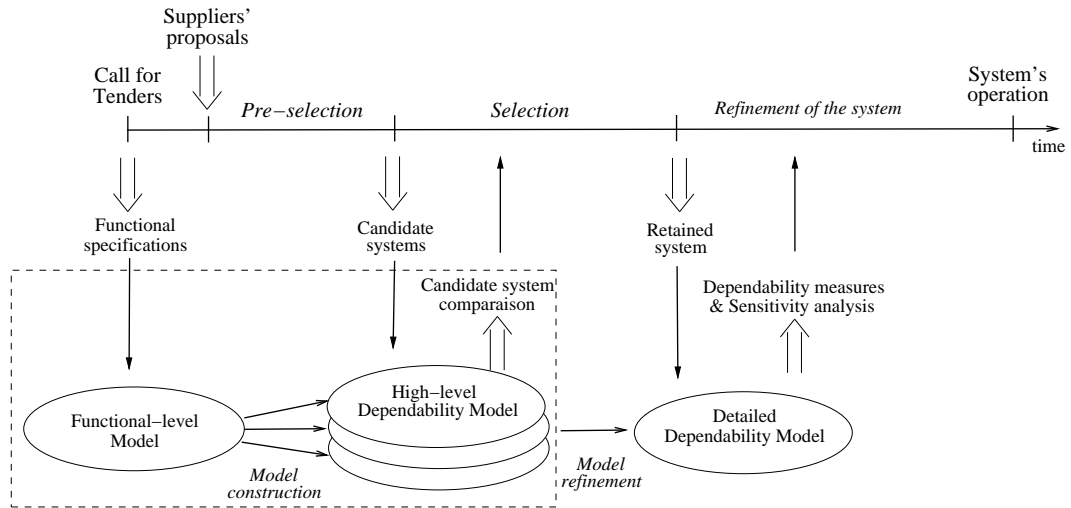 Suppliers'
proposals
Call for
Tenders
System's
operation
Pre−selection
Selection
Refinement of the system
time
Functional
specifications
Candidate
systems
Retained
system
Candidate system
comparaison
Dependability measures
& Sensitivity analysis
Functional−level
Model
High−level
Dependability Model
Detailed
Dependability Model
Model
construction
Model
refinement